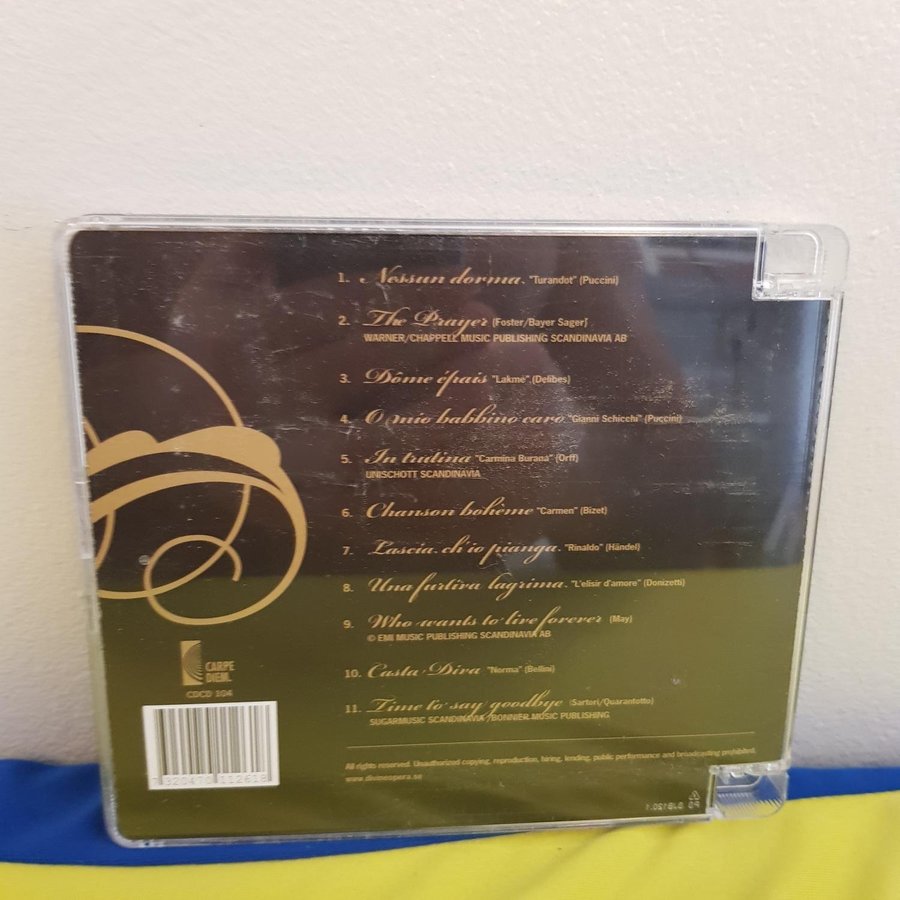 1. Nessun dorma. "Turandot" (Puccini)
2. The Prayer (Foster/Bayer Sager)
WARNER/CHAPPELL MUSIC PUBLISHING SCANDINAVIA AB
3. Dôme épais "Lakmé" (Delibes)
4. O mio babbino caro "Gianni Schicchi" (Puccini)
5. In trutina "Carmina Burana" (Orff)
UNISCHOTT SCANDINAVIA
6. Chanson bohème "Carmen" (Bizet)
7. Lascia ch'io pianga. "Rinaldo" (Händel)
8. Una furtiva lagrima. "L'elisir d'amore" (Donizetti)
9. Who wants to live forever (May)
© EMI MUSIC PUBLISHING SCANDINAVIA AB
10. Casta Diva "Norma" (Bellini)
11. Time to say goodbye (Sartori/Quarantotto)
SUGARMUSIC SCANDINAVIA /BONNIER MUSIC PUBLISHING
CARPE
DIEM.
CDCD 104
7 320470 112618
All rights reserved. Unauthorized copying, reproduction, hiring, lending, public performance and broadcasting prohibited.
www.divineopera.se